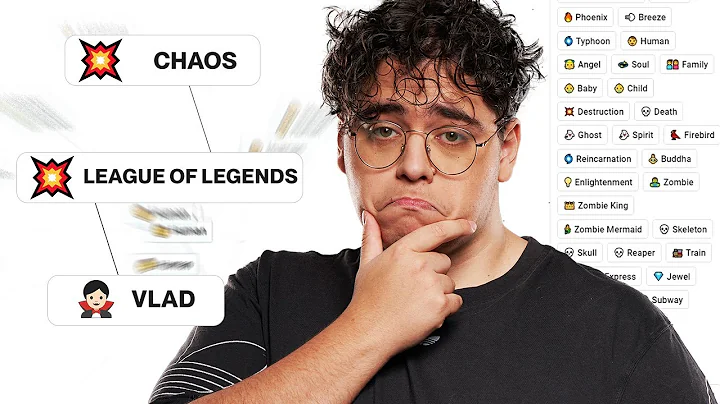 CHAOS
LEAGUE OF LEGENDS
VLAD
Phoenix Breeze
Typhoon Human
Angel Soul Family
Baby Child
Destruction Death
Ghost Spirit Firebird
Reincarnation Buddha
Enlightenment Zombie
Zombie King
Zombie Mermaid Skeleton
Skull Reaper Train
Express Jewel
Subway